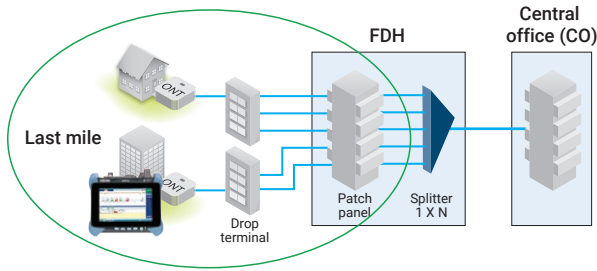 Central
office (CO)
FDH
ONT
Last mile
ONT
Drop
terminal
Patch
panel
Splitter
1 X N